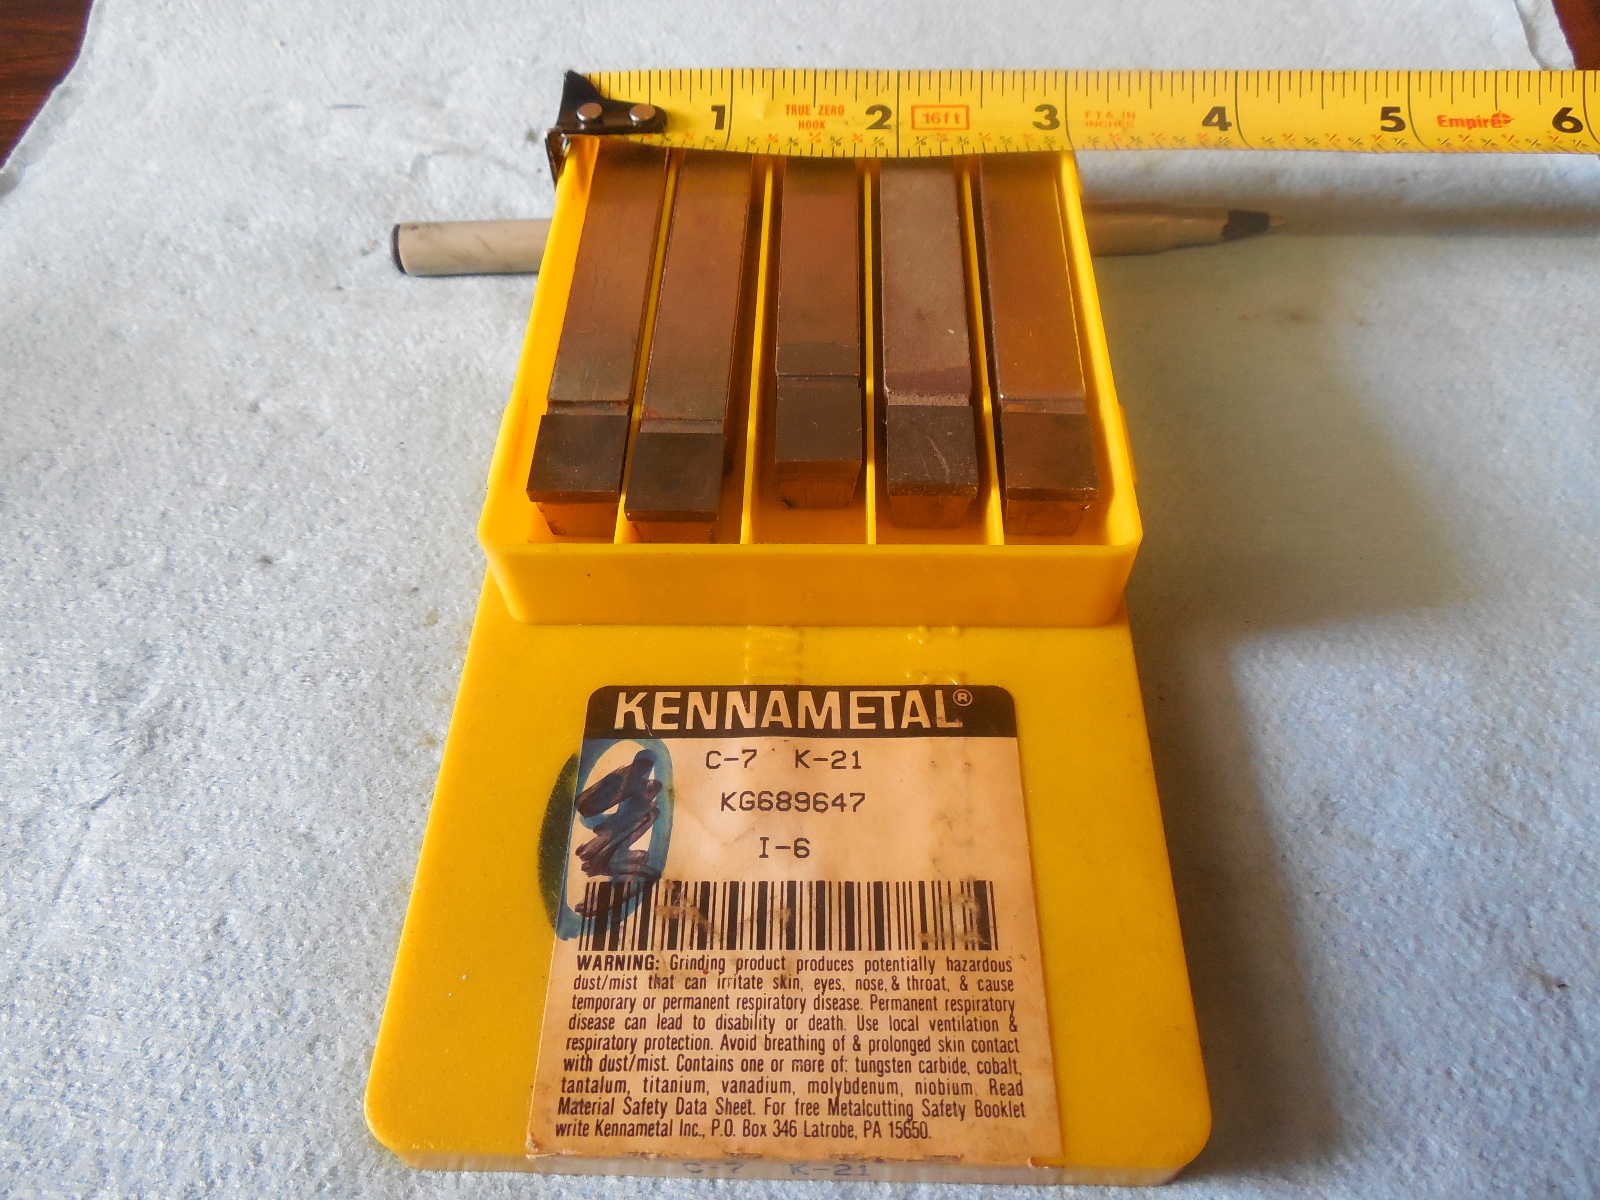 1 TRUE ZERO HOOK 2 16ft 3 FT & IN INCHES 4 5 Empire 6
KENNAMETAL®
C-7 K-21
KG689647
I-6
WARNING: Grinding product produces potentially hazardous
dust/mist that can irritate skin, eyes, nose, & throat, & cause
temporary or permanent respiratory disease. Permanent respiratory
disease can lead to disability or death. Use local ventilation &
respiratory protection. Avoid breathing of & prolonged skin contact
with dust/mist. Contains one or more of: tungsten carbide, cobalt,
tantalum, titanium, vanadium, molybdenum, niobium. Read
Material Safety Data Sheet. For free Metalcutting Safety Booklet
write Kennametal Inc., P.O. Box 346 Latrobe, PA 15650.
C-7 K-21